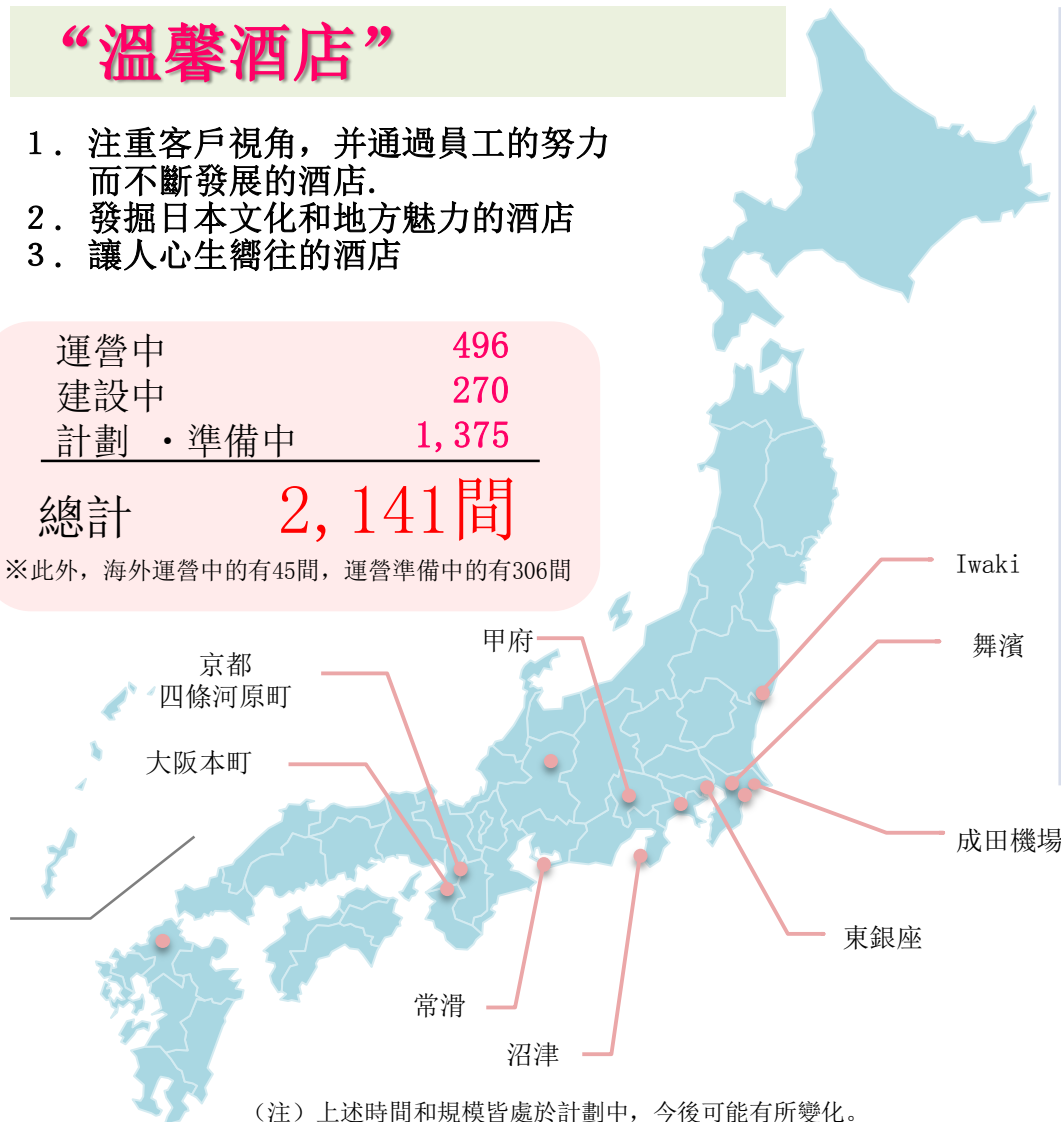 “溫馨酒店”
１．注重客戶視角，并通過員工的努力
而不斷發展的酒店.
２．發掘日本文化和地方魅力的酒店
３．讓人心生嚮往的酒店
運營中 496
建設中 270
計劃 ・準備中 1,375
總計 2,141間
※此外，海外運營中的有45間，運營準備中的有306間
Iwaki
甲府
舞濱
京都
四條河原町
大阪本町
成田機場
東銀座
常滑
沼津
（注）上述時間和規模皆處於計劃中，今後可能有所變化。